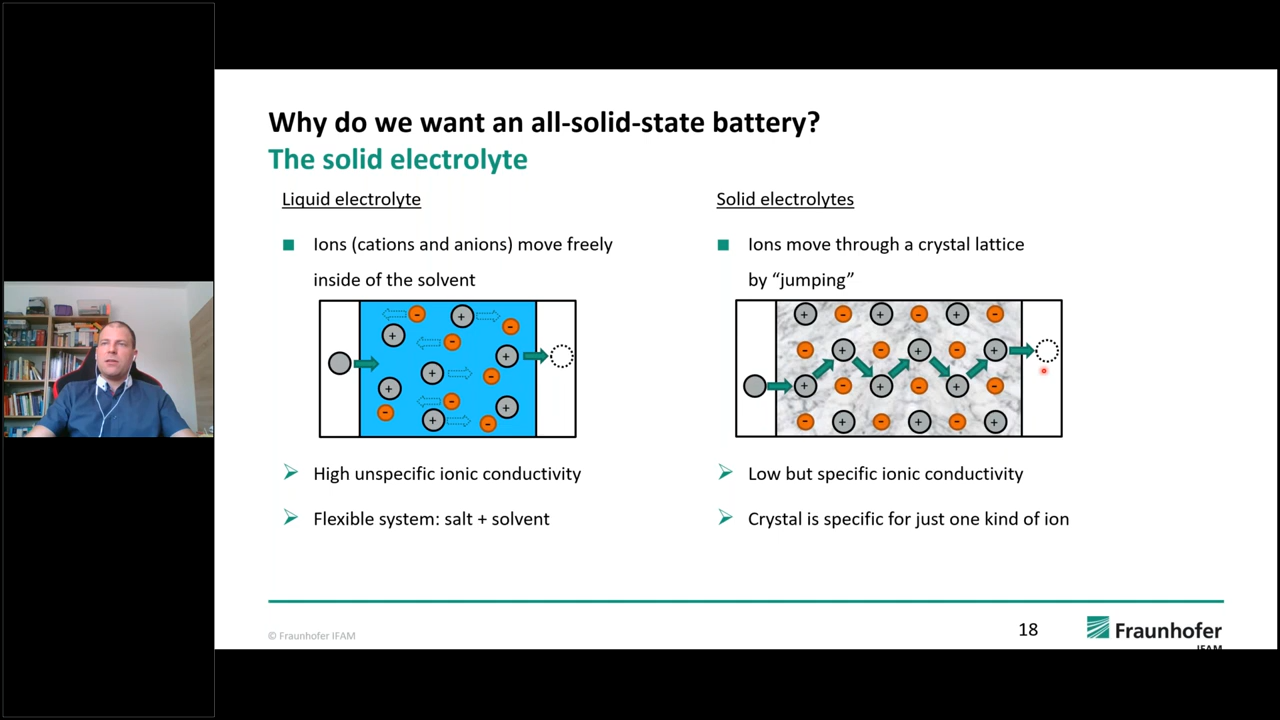 Why do we want an all-solid-state battery?
The solid electrolyte
Liquid electrolyte
Ions (cations and anions) move freely
inside of the solvent
High unspecific ionic conductivity
Flexible system: salt + solvent
Solid electrolytes
Ions move through a crystal lattice
by “jumping”
Low but specific ionic conductivity
Crystal is specific for just one kind of ion
© Fraunhofer IFAM
18
Fraunhofer
IFAM